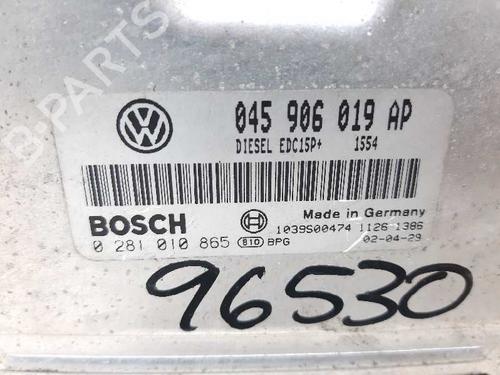 B-PARTS
045 906 019 AP
DIESEL EDC15P+ 1554
BOSCH
Made in Germany
0 281 010 865 B10 BPG
1039S00474 1126 1386
02-04-29
96530